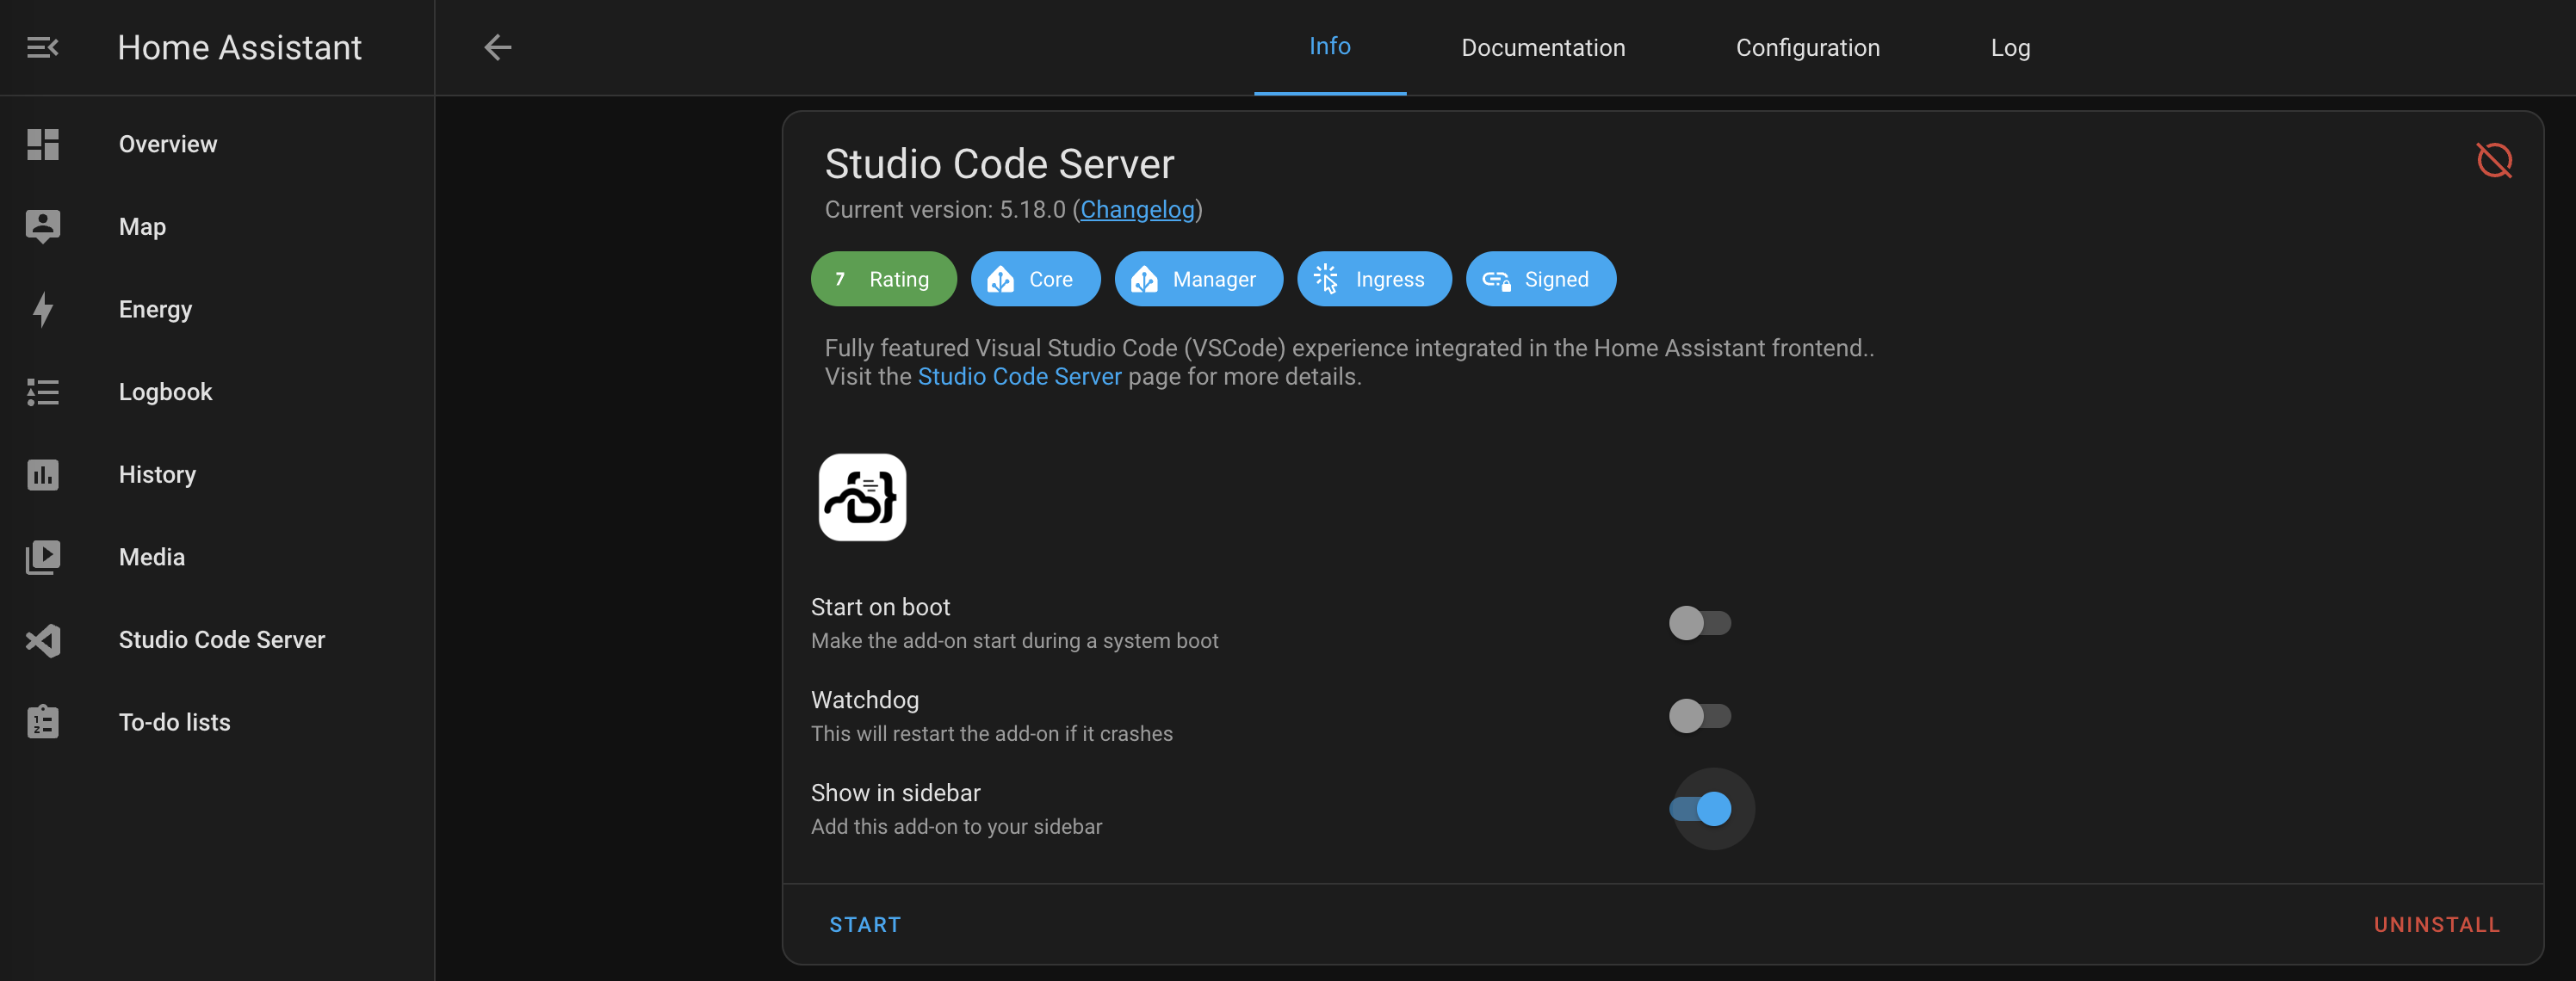 Home Assistant
Info
Documentation
Configuration
Log
Overview
Map
Energy
Logbook
History
Media
Studio Code Server
To-do lists
Studio Code Server
Current version: 5.18.0 (Changelog)
7 Rating
Core
Manager
Ingress
Signed
Fully featured Visual Studio Code (VSCode) experience integrated in the Home Assistant frontend..
Visit the Studio Code Server page for more details.
Start on boot
Make the add-on start during a system boot
Watchdog
This will restart the add-on if it crashes
Show in sidebar
Add this add-on to your sidebar
START
UNINSTALL